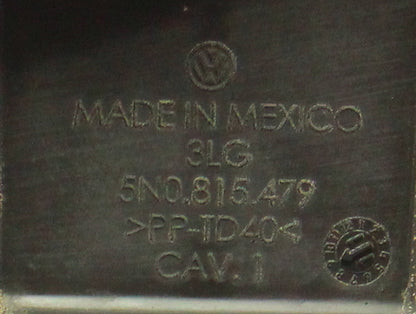 MADE IN MEXICO
3LG
5N0.815.479
>PP-TD40<
CAV. 1